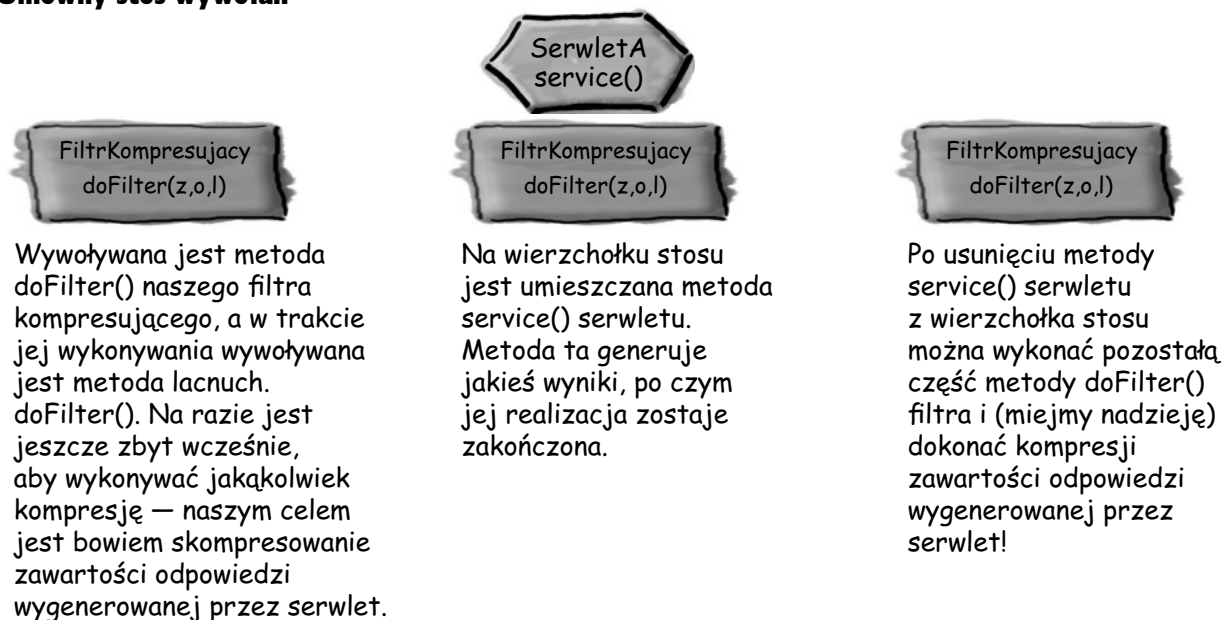 Umowny stos wywołań
SerwletA
service()
FiltrKompresujacy
doFilter(z,o,l)
Wywoływana jest metoda
doFilter() naszego filtra
kompresującego, a w trakcie
jej wykonywania wywoływana
jest metoda lacnuch.
doFilter(). Na razie jest
jeszcze zbyt wcześnie,
aby wykonywać jakąkolwiek
kompresję — naszym celem
jest bowiem skompresowanie
zawartości odpowiedzi
wygenerowanej przez serwlet.
FiltrKompresujacy
doFilter(z,o,l)
Na wierzchołku stosu
jest umieszczana metoda
service() serwletu.
Metoda ta generuje
jakieś wyniki, po czym
jej realizacja zostaje
zakończona.
FiltrKompresujacy
doFilter(z,o,l)
Po usunięciu metody
service() serwletu
z wierzchołka stosu
można wykonać pozostałą
część metody doFilter()
filtra i (miejmy nadzieję)
dokonać kompresji
zawartości odpowiedzi
wygenerowanej przez
serwlet!